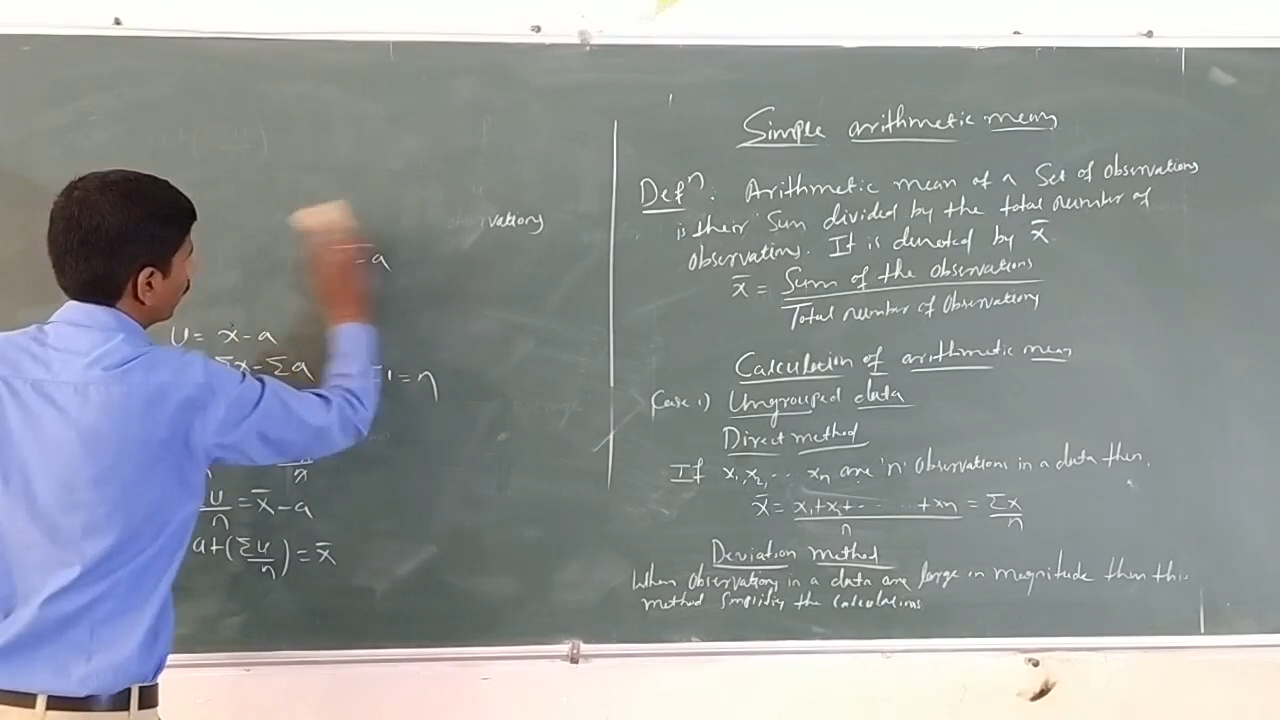 observations
- a
U = x - a
Σx - Σa
-1 = n
n
u/n = x̄ - a
a + (Σu/n) = x̄
Simple arithmetic mean
Defⁿ: Arithmetic mean of a Set of observations
is their Sum divided by the total number of
observations. It is denoted by x̄
x̄ = Sum of the observations / Total number of observations
Calculation of arithmetic mean
Case 1) Ungrouped data
Direct method
If x₁, x₂, ... xn are 'n' observations in a data then,
x̄ = x₁+x₂+......+xn / n = Σx/n
Deviation method
When observations in a data are large in magnitude then this
method simplifies the calculations